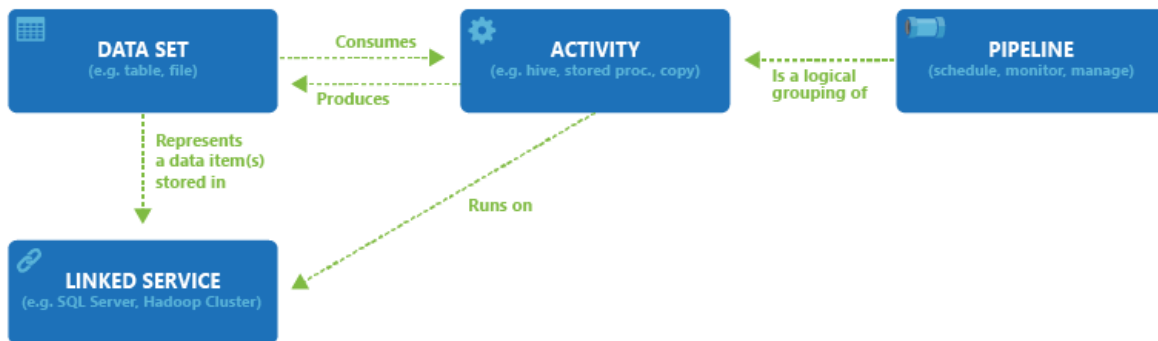 DATA SET
(e.g. table, file)
Consumes
Produces
ACTIVITY
(e.g. hive, stored proc., copy)
Is a logical
grouping of
PIPELINE
(schedule, monitor, manage)
Represents
a data item(s)
stored in
Runs on
LINKED SERVICE
(e.g. SQL Server, Hadoop Cluster)